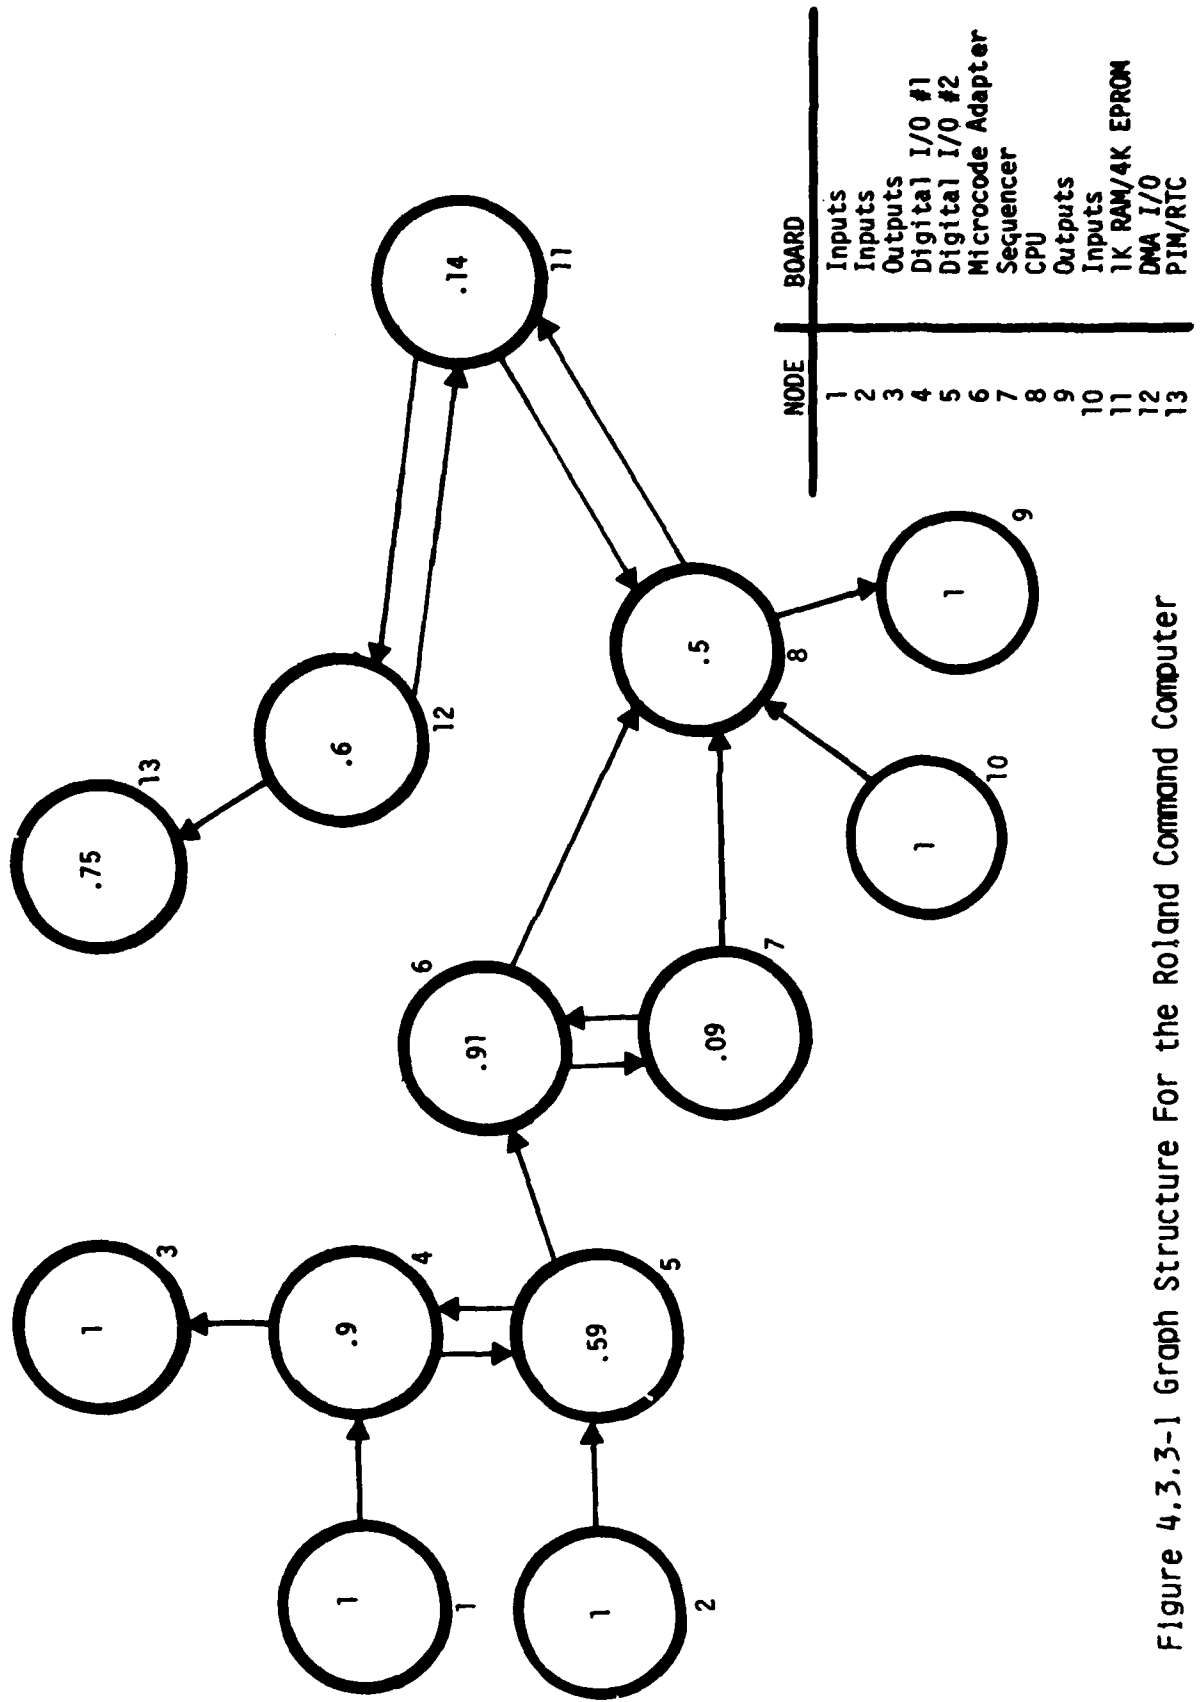 .75
13
.6
12
.14
11
1
3
.9
4
.59
5
1
1
1
2
.91
6
.09
7
.5
8
1
9
1
10
NODE BOARD
1 Inputs
2 Inputs
3 Outputs
4 Digital I/O #1
5 Digital I/O #2
6 Microcode Adapter
7 Sequencer
8 CPU
9 Outputs
10 Inputs
11 1K RAM/4K EPROM
12 DMA I/O
13 PIM/RTC
Figure 4.3.3-1 Graph Structure For the Roland Command Computer